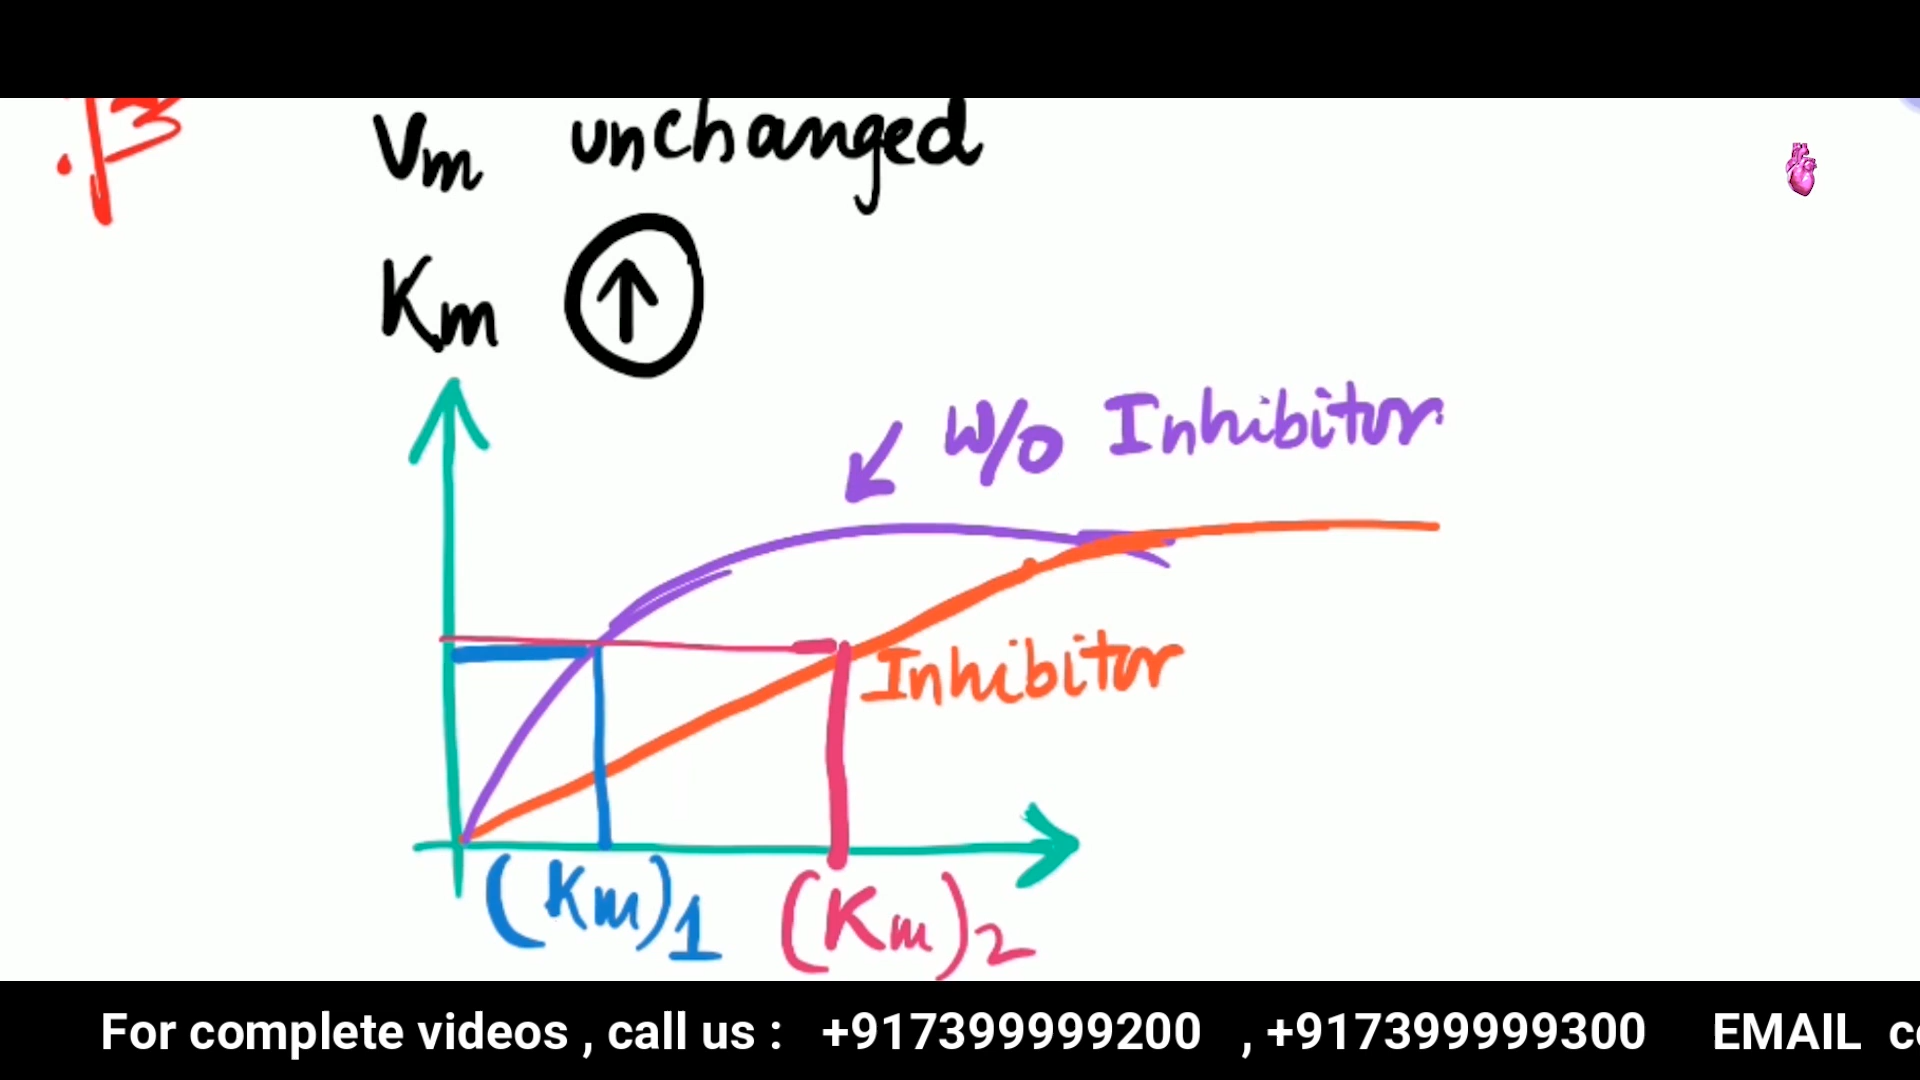 Vm unchanged
Km ↑
W/O Inhibitor
Inhibitor
(Km)1 (Km)2
For complete videos , call us : +917399999200 , +917399999300 EMAIL